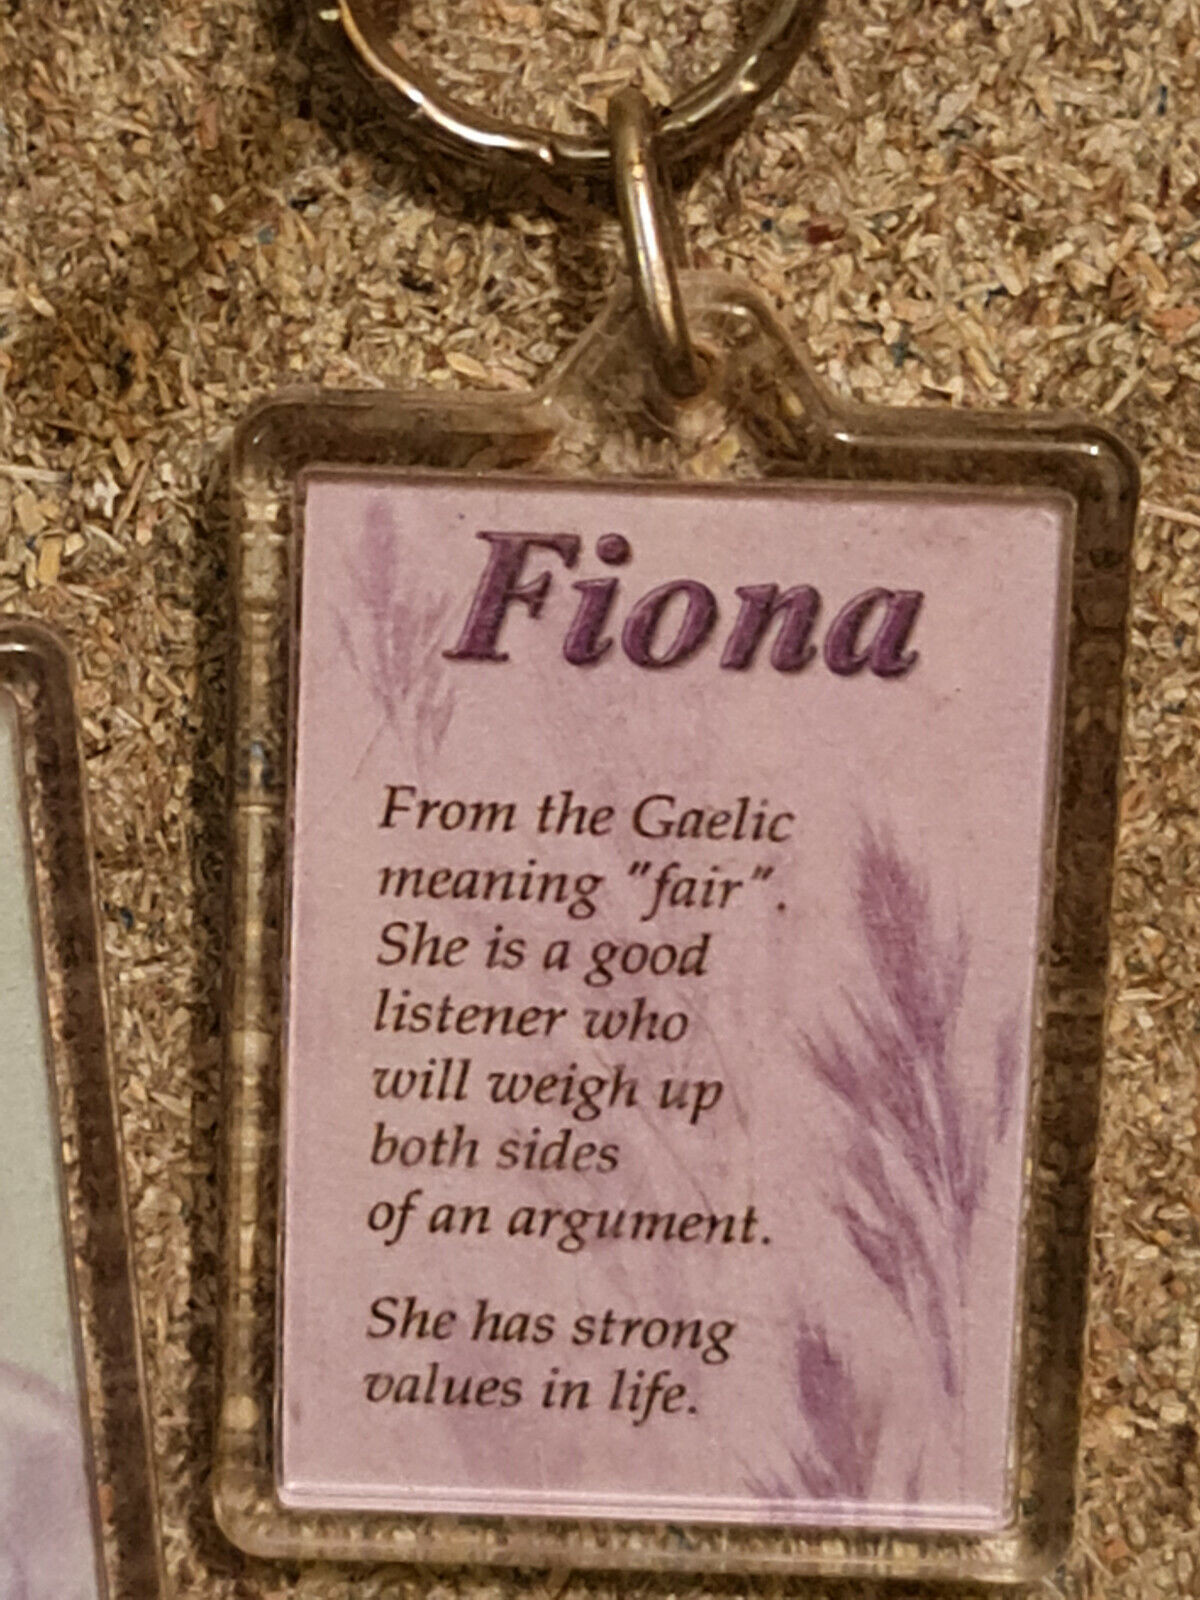 Fiona
From the Gaelic
meaning "fair".
She is a good
listener who
will weigh up
both sides
of an argument.
She has strong
values in life.